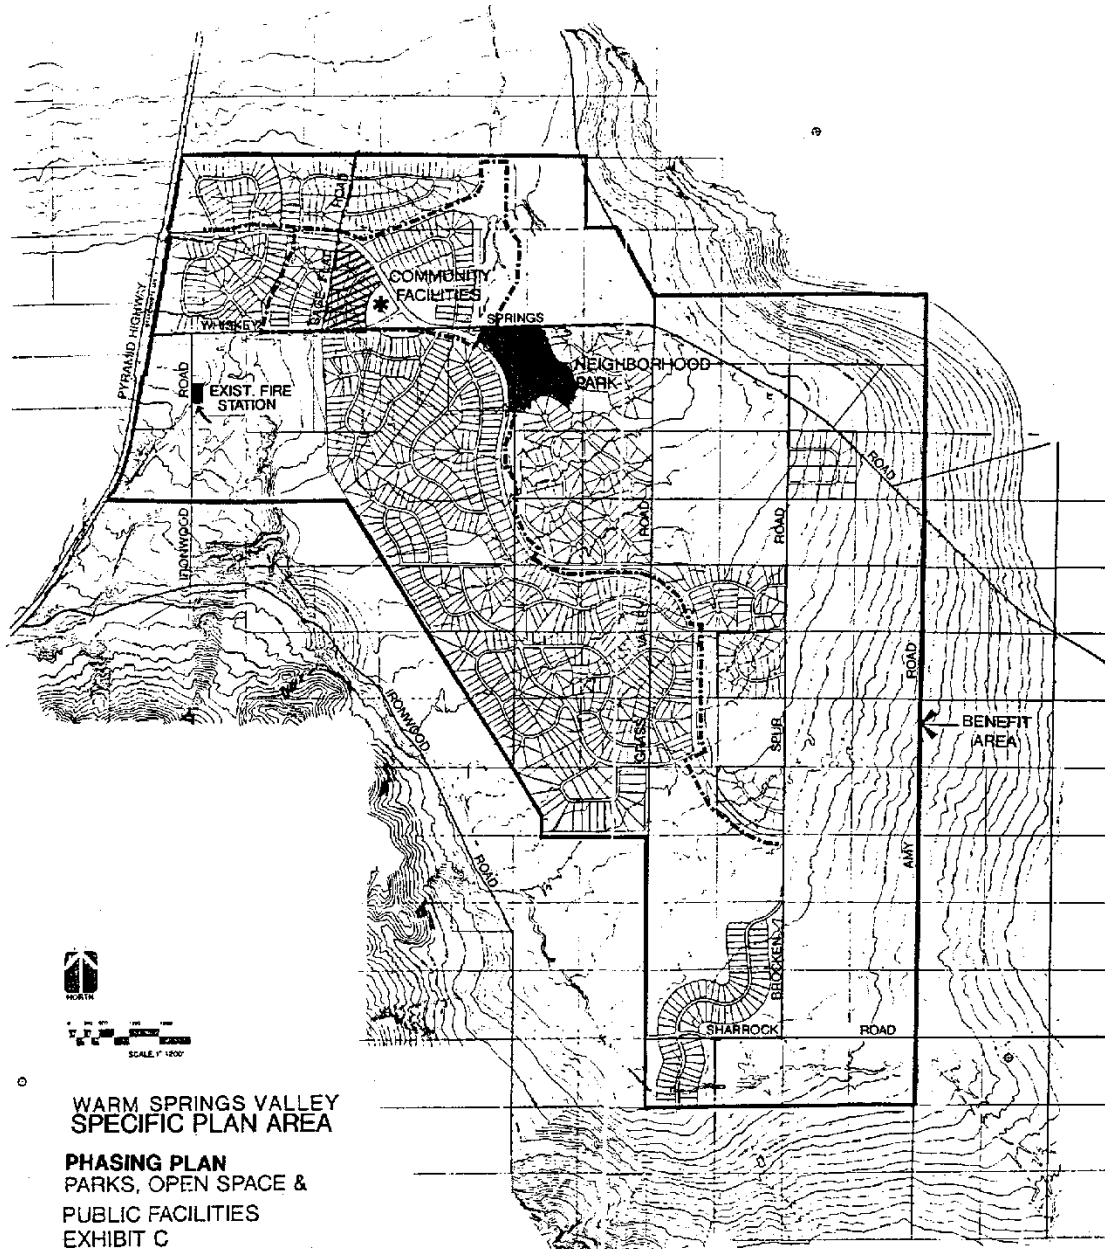 ROAD
COMMUNITY
FACILITIES
PYRAMID HIGHWAY
WHISKEY
SPRINGS
NEIGHBORHOOD
PARK
ROAD
EXIST. FIRE
STATION
ROAD
IRONWOOD
ROAD
ROAD
VALLEY
ROAD
IRONWOOD
GRASS
SPUR
BENEFIT
AREA
ROAD
AMY
BROCKEN
SHARROCK
ROAD
NORTH
SCALE 1" 1200'
WARM SPRINGS VALLEY
SPECIFIC PLAN AREA
PHASING PLAN
PARKS, OPEN SPACE &
PUBLIC FACILITIES
EXHIBIT C